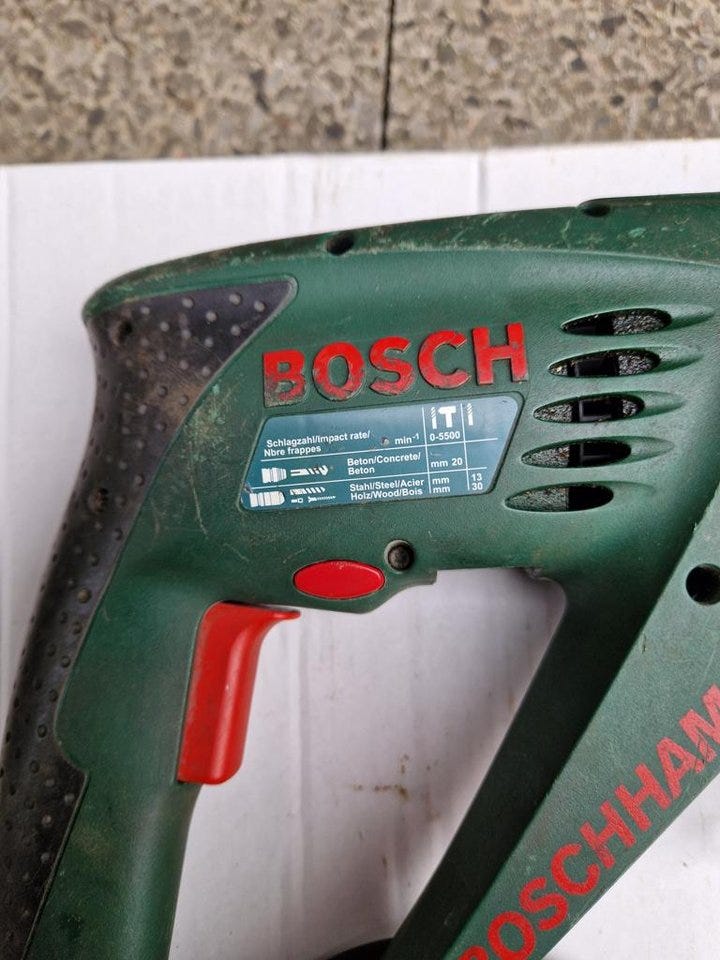 BOSCH
Schlagzahl/impact rate/
Nbre frappes
min-1
0-5500
Beton/Concrete/
Beton
mm 20
Stahl/Steel/Acier mm 13
Holz/Wood/Bois mm 30
BOSCHHAM